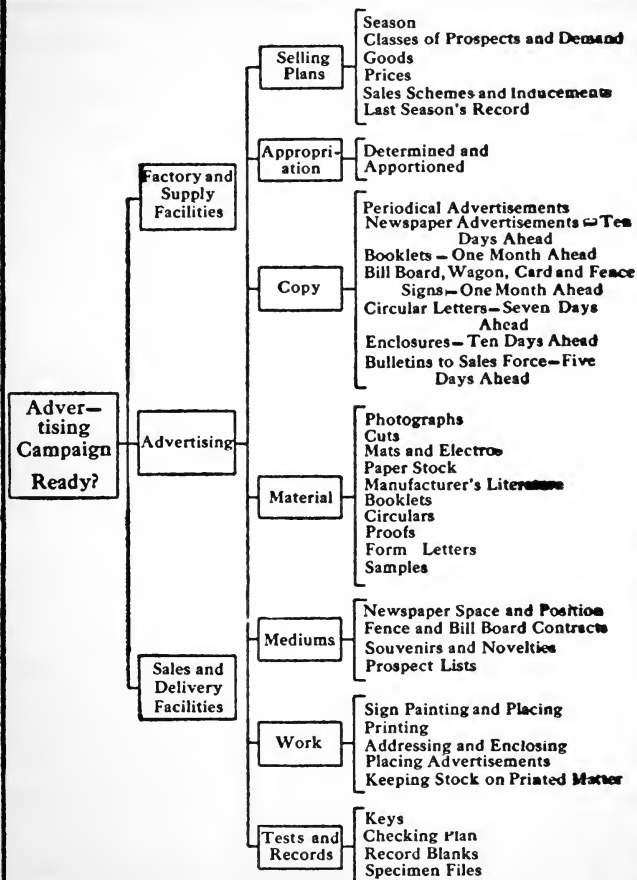 Adver–
tising
Campaign
Ready?
Factory and
Supply
Facilities
Advertising
Sales and
Delivery
Facilities
Selling
Plans
Season
Classes of Prospects and Demand
Goods
Prices
Sales Schemes and Inducements
Last Season's Record
Appropri-
ation
Determined and
Apportioned
Copy
Periodical Advertisements
Newspaper Advertisements – Ten
Days Ahead
Booklets – One Month Ahead
Bill Board, Wagon, Card and Fence
Signs – One Month Ahead
Circular Letters – Seven Days
Ahead
Enclosures – Ten Days Ahead
Bulletins to Sales Force – Five
Days Ahead
Material
Photographs
Cuts
Mats and Electros
Paper Stock
Manufacturer's Literature
Booklets
Circulars
Proofs
Form Letters
Samples
Mediums
Newspaper Space and Position
Fence and Bill Board Contracts
Souvenirs and Novelties
Prospect Lists
Work
Sign Painting and Placing
Printing
Addressing and Enclosing
Placing Advertisements
Keeping Stock on Printed Matter
Tests and
Records
Keys
Checking Plan
Record Blanks
Specimen Files